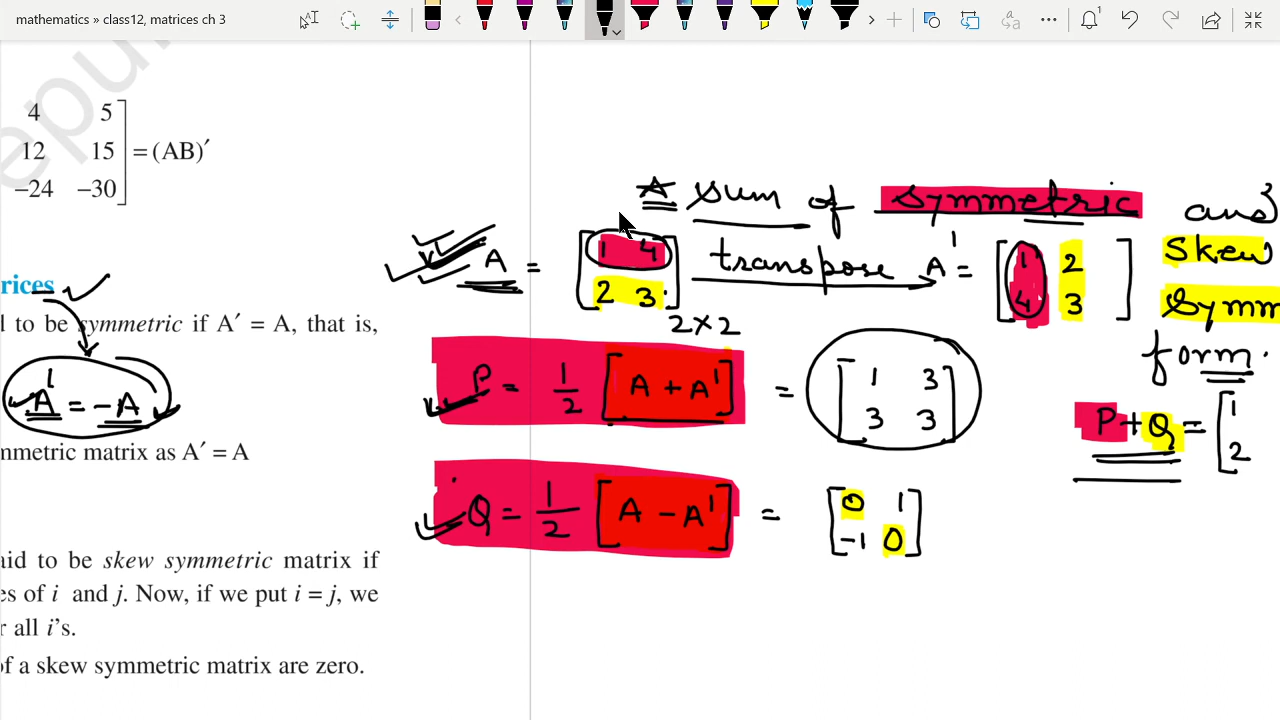 mathematics » class12, matrices ch 3
4 5
12 15 = (AB)′
−24 −30
A sum of symmetric and
A = [1 4 transpose A' = [1 2 Skew
2 3] 4 3] Symm
2×2
form.
rices
d to be symmetric if A′ = A, that is,
A' = −A
mmetric matrix as A′ = A
P = 1/2 [A + A'] = [1 3
3 3]
P+Q = [1
2
Q = 1/2 [A − A'] = [0 1
−1 0]
aid to be skew symmetric matrix if
es of i and j. Now, if we put i = j, we
r all i's.
of a skew symmetric matrix are zero.